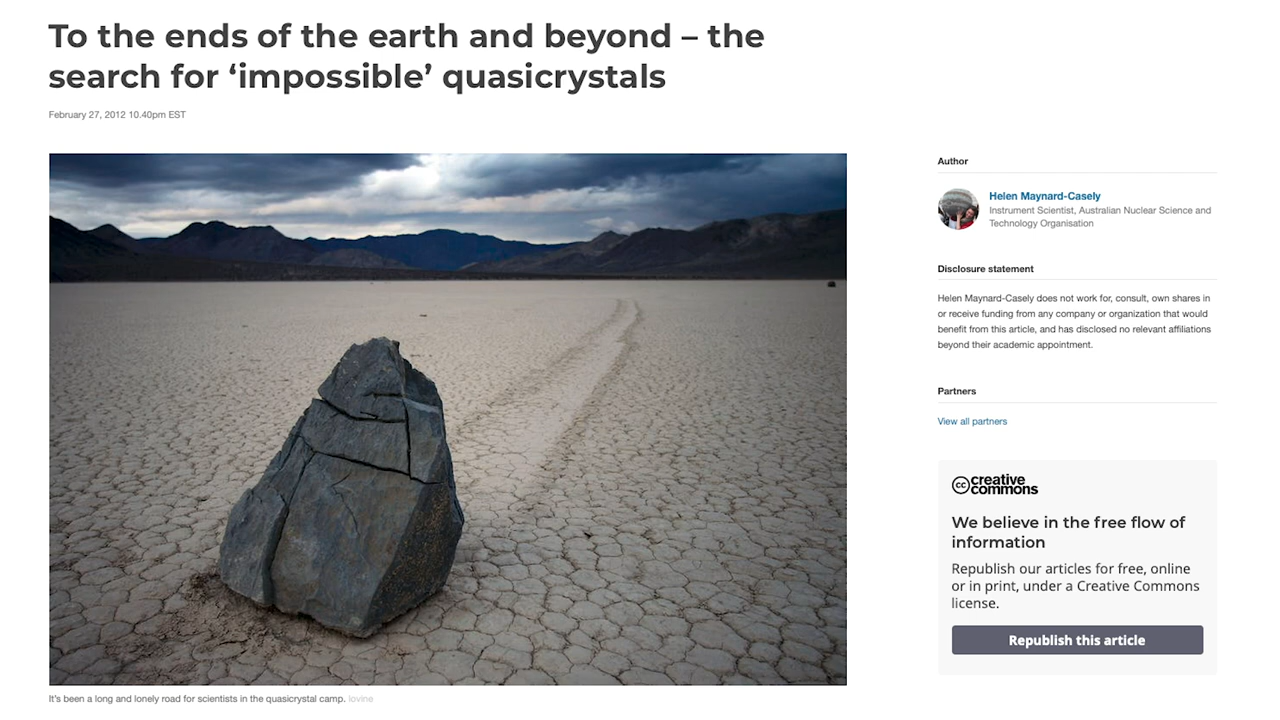 To the ends of the earth and beyond – the
search for ‘impossible’ quasicrystals
February 27, 2012 10.40pm EST
It’s been a long and lonely road for scientists in the quasicrystal camp. lovine
Author
Helen Maynard-Casely
Instrument Scientist, Australian Nuclear Science and
Technology Organisation
Disclosure statement
Helen Maynard-Casely does not work for, consult, own shares in
or receive funding from any company or organization that would
benefit from this article, and has disclosed no relevant affiliations
beyond their academic appointment.
Partners
View all partners
cc creative
commons
We believe in the free flow of
information
Republish our articles for free, online
or in print, under a Creative Commons
license.
Republish this article